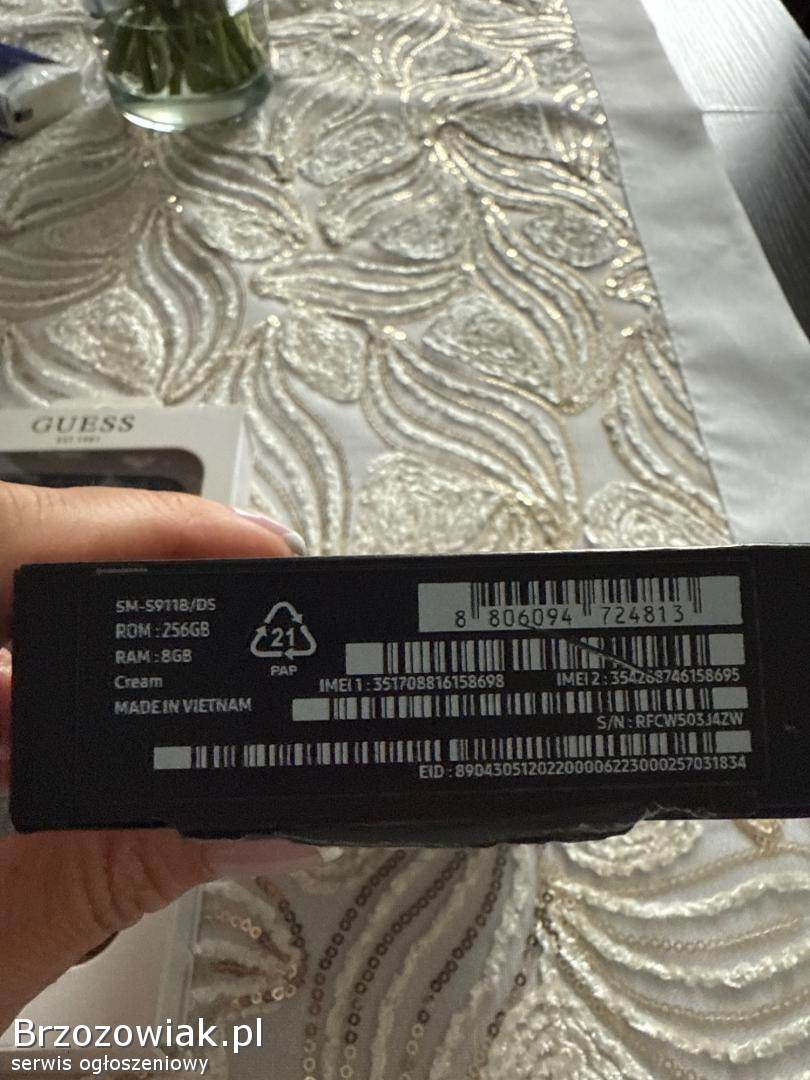 GUESS
SM-S911B/DS
ROM : 256GB
RAM : 8GB
Cream
MADE IN VIETNAM
21
PAP
8 806094 724813
IMEI 1 : 351708816158698
IMEI 2 : 354268746158695
S/N : RFCW503J4ZW
EID : 89043051202200006223000257031834
Brzozowiak.pl
serwis ogłoszeniowy